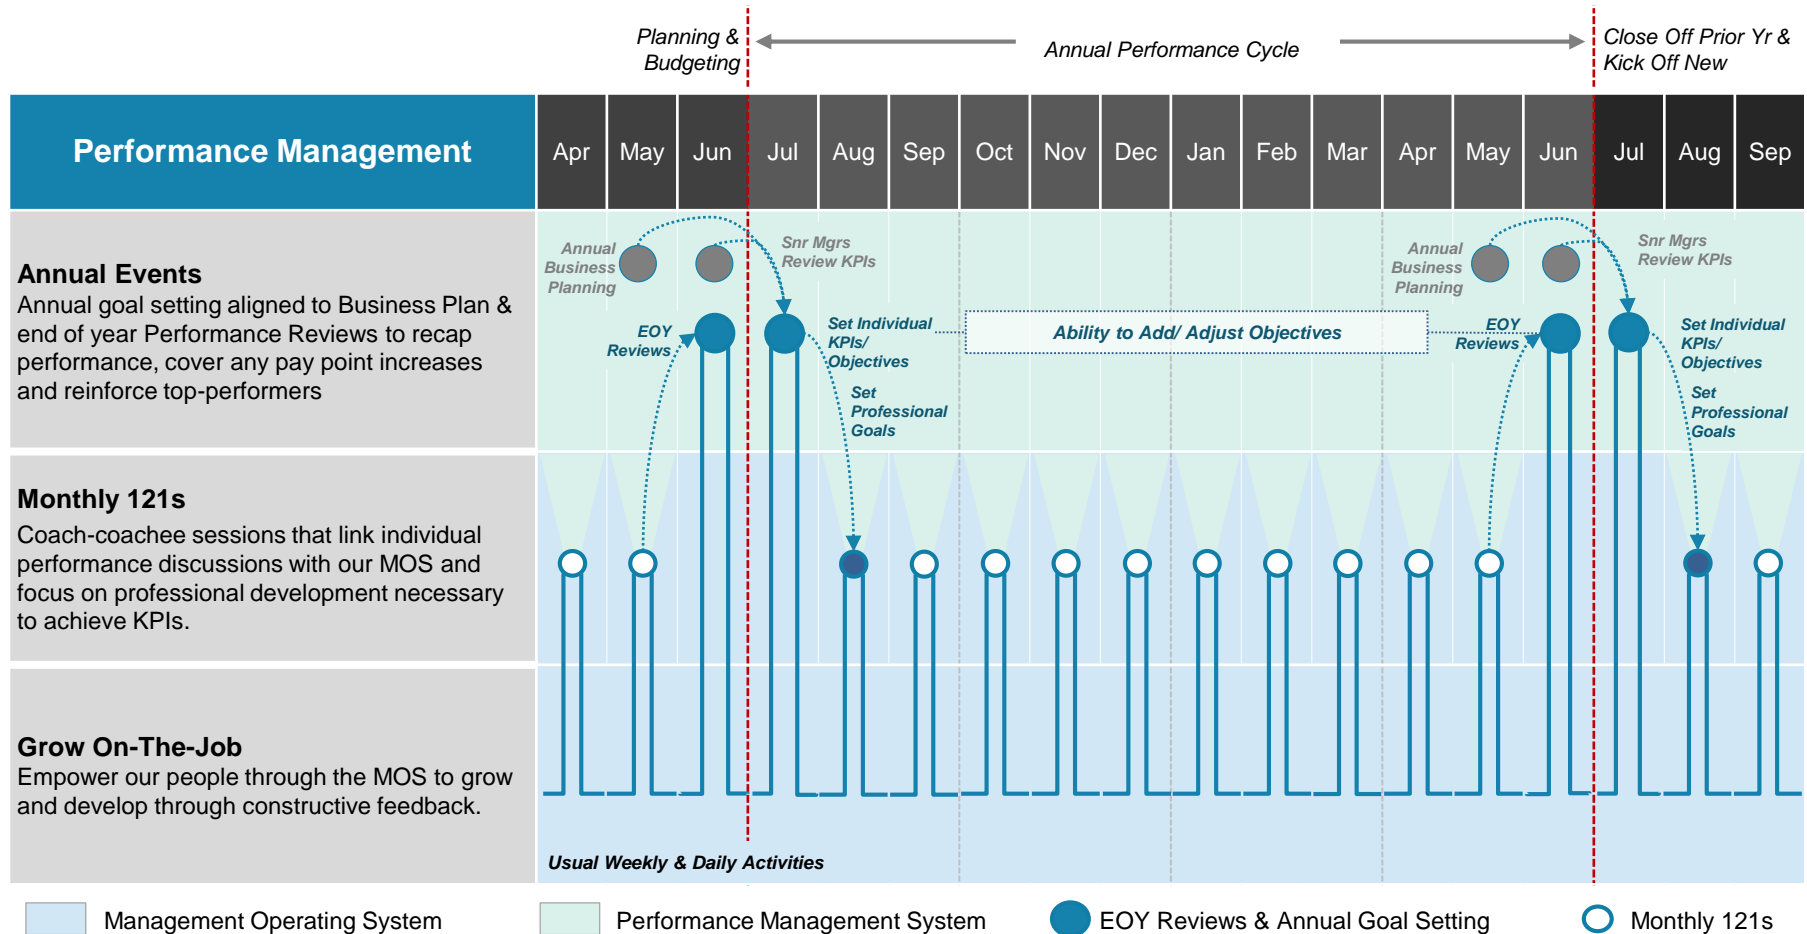 Planning &
Budgeting
Annual Performance Cycle
Close Off Prior Yr &
Kick Off New
Performance Management
Apr May Jun Jul Aug Sep Oct Nov Dec Jan Feb Mar Apr May Jun Jul Aug Sep
Annual Events
Annual goal setting aligned to Business Plan &
end of year Performance Reviews to recap
performance, cover any pay point increases
and reinforce top-performers
Annual
Business
Planning
Snr Mgrs
Review KPIs
EOY
Reviews
Set Individual
KPIs/
Objectives
Set
Professional
Goals
Ability to Add/ Adjust Objectives
Annual
Business
Planning
Snr Mgrs
Review KPIs
EOY
Reviews
Set Individual
KPIs/
Objectives
Set
Professional
Goals
Monthly 121s
Coach-coachee sessions that link individual
performance discussions with our MOS and
focus on professional development necessary
to achieve KPIs.
Grow On-The-Job
Empower our people through the MOS to grow
and develop through constructive feedback.
Usual Weekly & Daily Activities
Management Operating System
Performance Management System
EOY Reviews & Annual Goal Setting
Monthly 121s